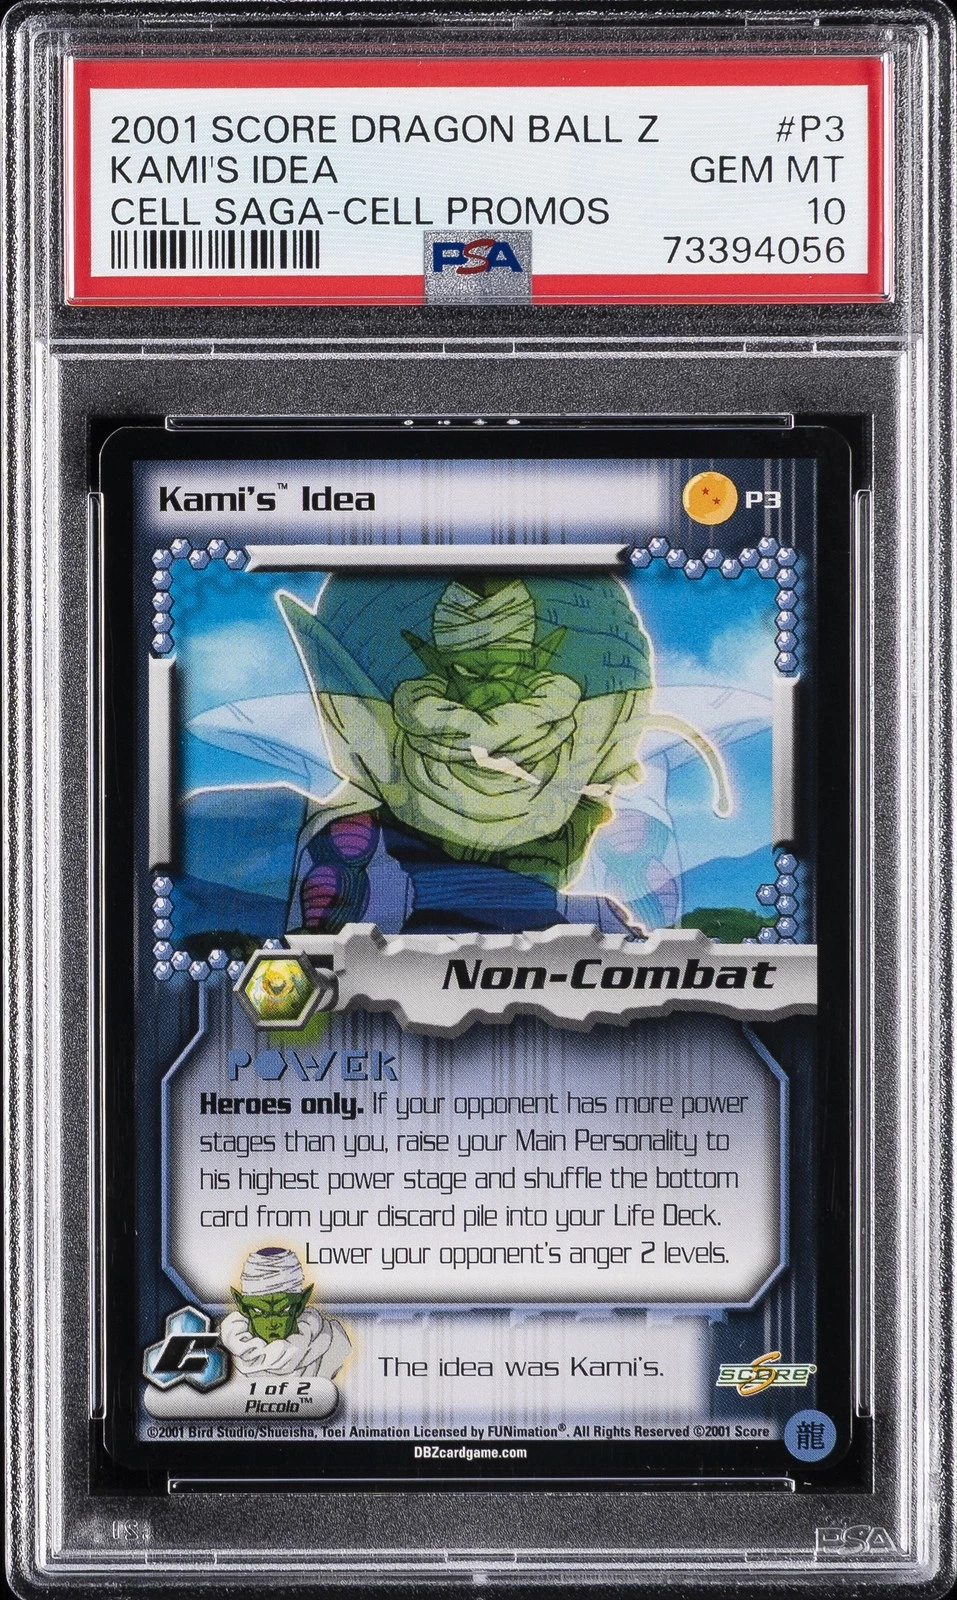 2001 SCORE DRAGON BALL Z #P3
KAMI'S IDEA GEM MT
CELL SAGA-CELL PROMOS 10
PSA 73394056
Kami's™ Idea P3
Non-Combat
POWER
Heroes only. If your opponent has more power
stages than you, raise your Main Personality to
his highest power stage and shuffle the bottom
card from your discard pile into your Life Deck.
Lower your opponent's anger 2 levels.
C
The idea was Kami's.
SCORE®
1 of 2
Piccolo™
©2001 Bird Studio/Shueisha, Toei Animation Licensed by FUNimation®. All Rights Reserved ©2001 Score
龍
DBZcardgame.com
PSA